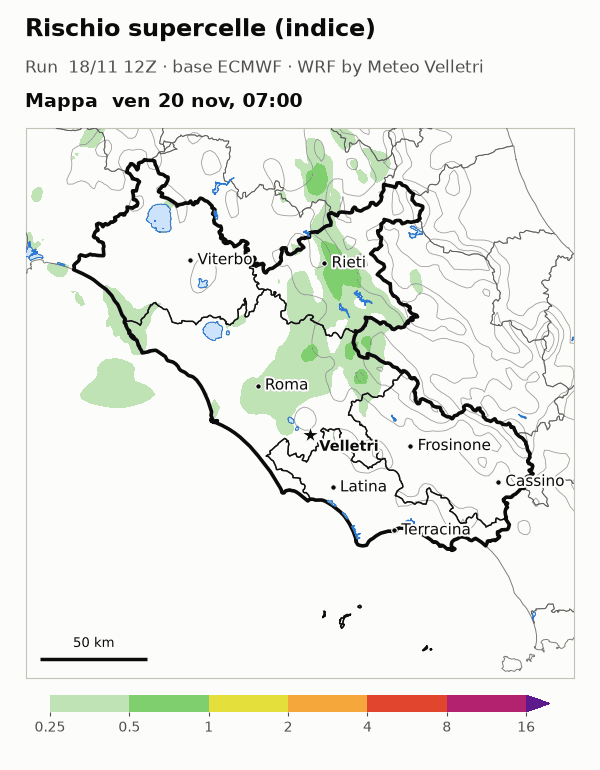 Rischio supercelle (indice)
Run  18/11 12Z · base ECMWF · WRF by Meteo Velletri
Mappa  ven 20 nov, 07:00
Viterbo
Rieti
Roma
Velletri
Frosinone
Latina
Cassino
Terracina
50 km
0.25 0.5 1 2 4 8 16